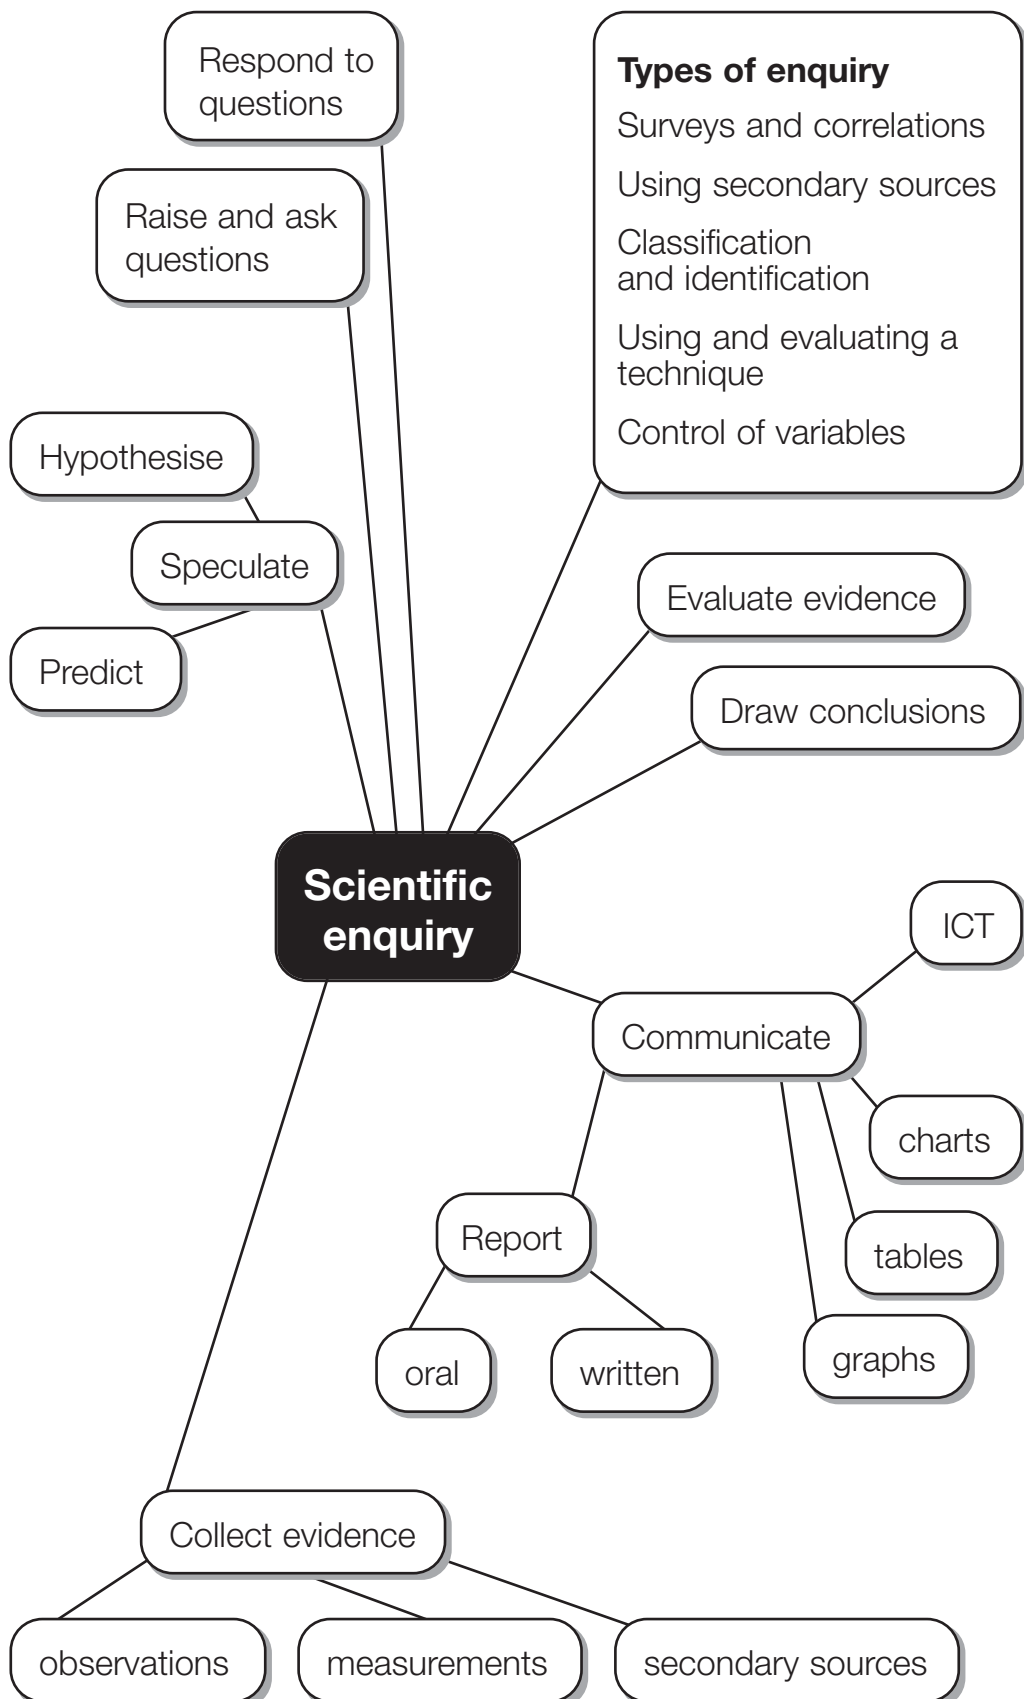 Respond to
questions
Types of enquiry
Surveys and correlations
Using secondary sources
Classification
and identification
Using and evaluating a
technique
Control of variables
Raise and ask
questions
Hypothesise
Speculate
Predict
Evaluate evidence
Draw conclusions
Scientific
enquiry
ICT
Communicate
charts
Report
tables
oral
written
graphs
Collect evidence
observations
measurements
secondary sources